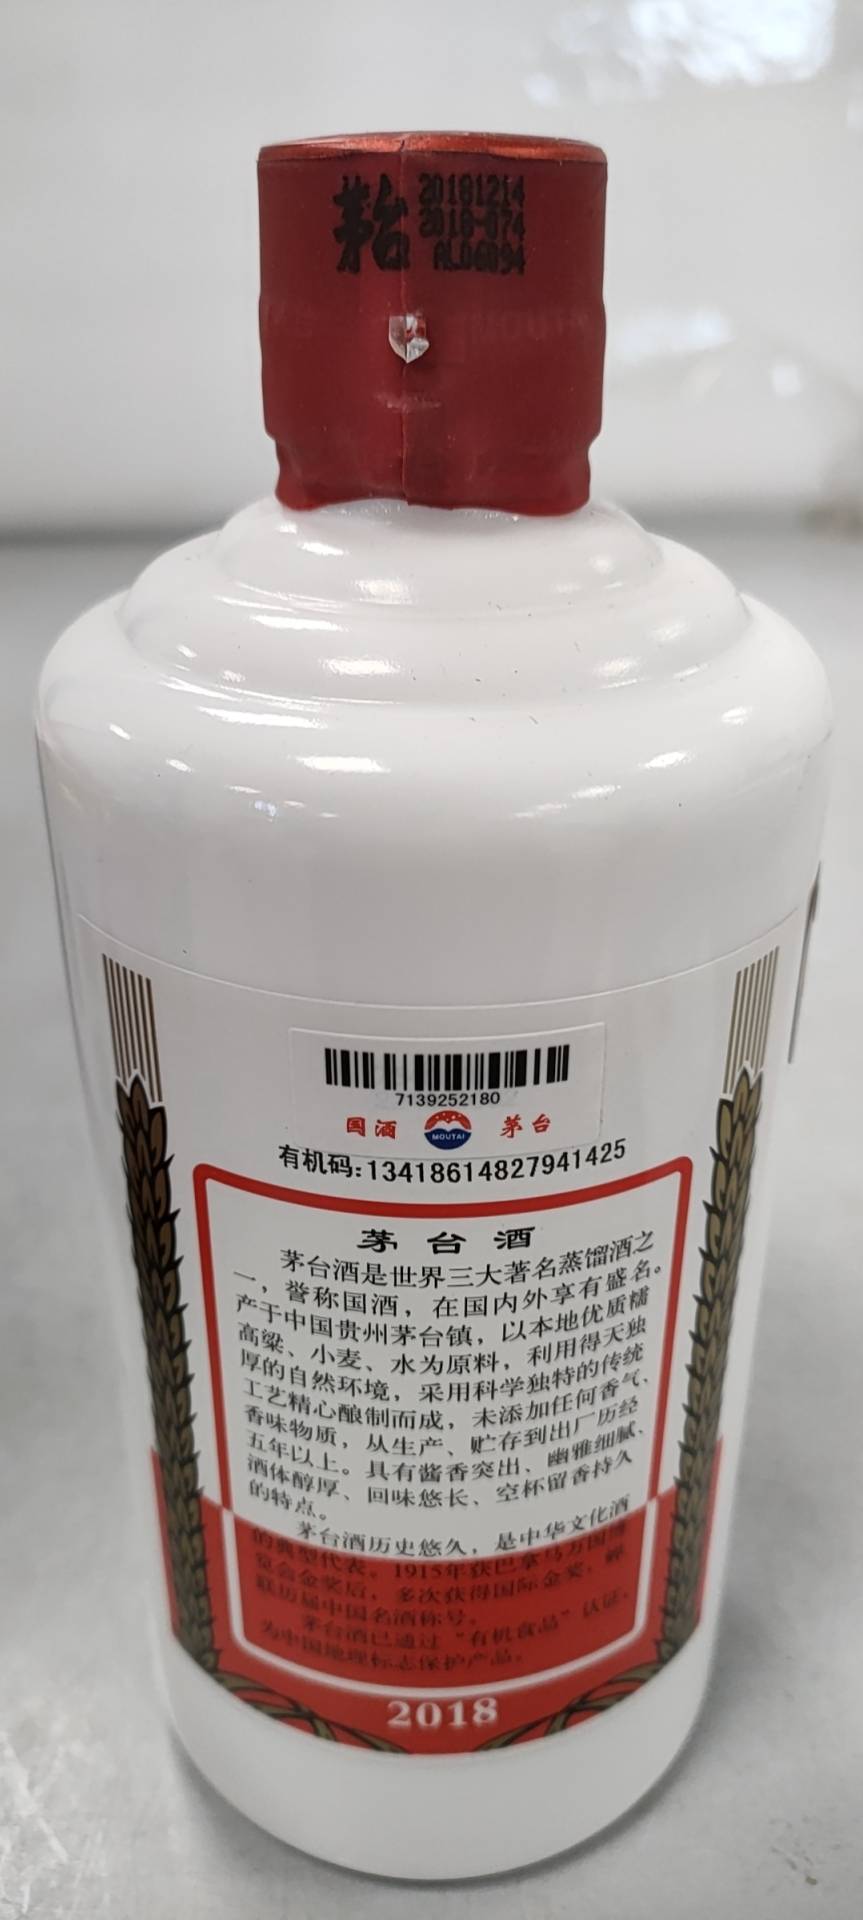 茅台
20181214
2018-074
ALD6094
7139252180
国酒
MOUTAI
茅台
有机码:13418614827941425
茅台酒
茅台酒是世界三大著名蒸馏酒之
一，誉称国酒，在国内外享有盛名。
产于中国贵州茅台镇，以本地优质糯
高粱、小麦、水为原料，利用得天独
厚的自然环境，采用科学独特的传统
工艺精心酿制而成，未添加任何香气、
香味物质，从生产、贮存到出厂历经
五年以上。具有酱香突出、幽雅细腻、
酒体醇厚、回味悠长、空杯留香持久
的特点。
茅台酒历史悠久，是中华文化酒
的典型代表。1915年获巴拿马万国博
览会金奖后，多次获得国际金奖，蝉
联历届中国名酒称号。
茅台酒已通过“有机食品”认证，
为中国地理标志保护产品。
2018